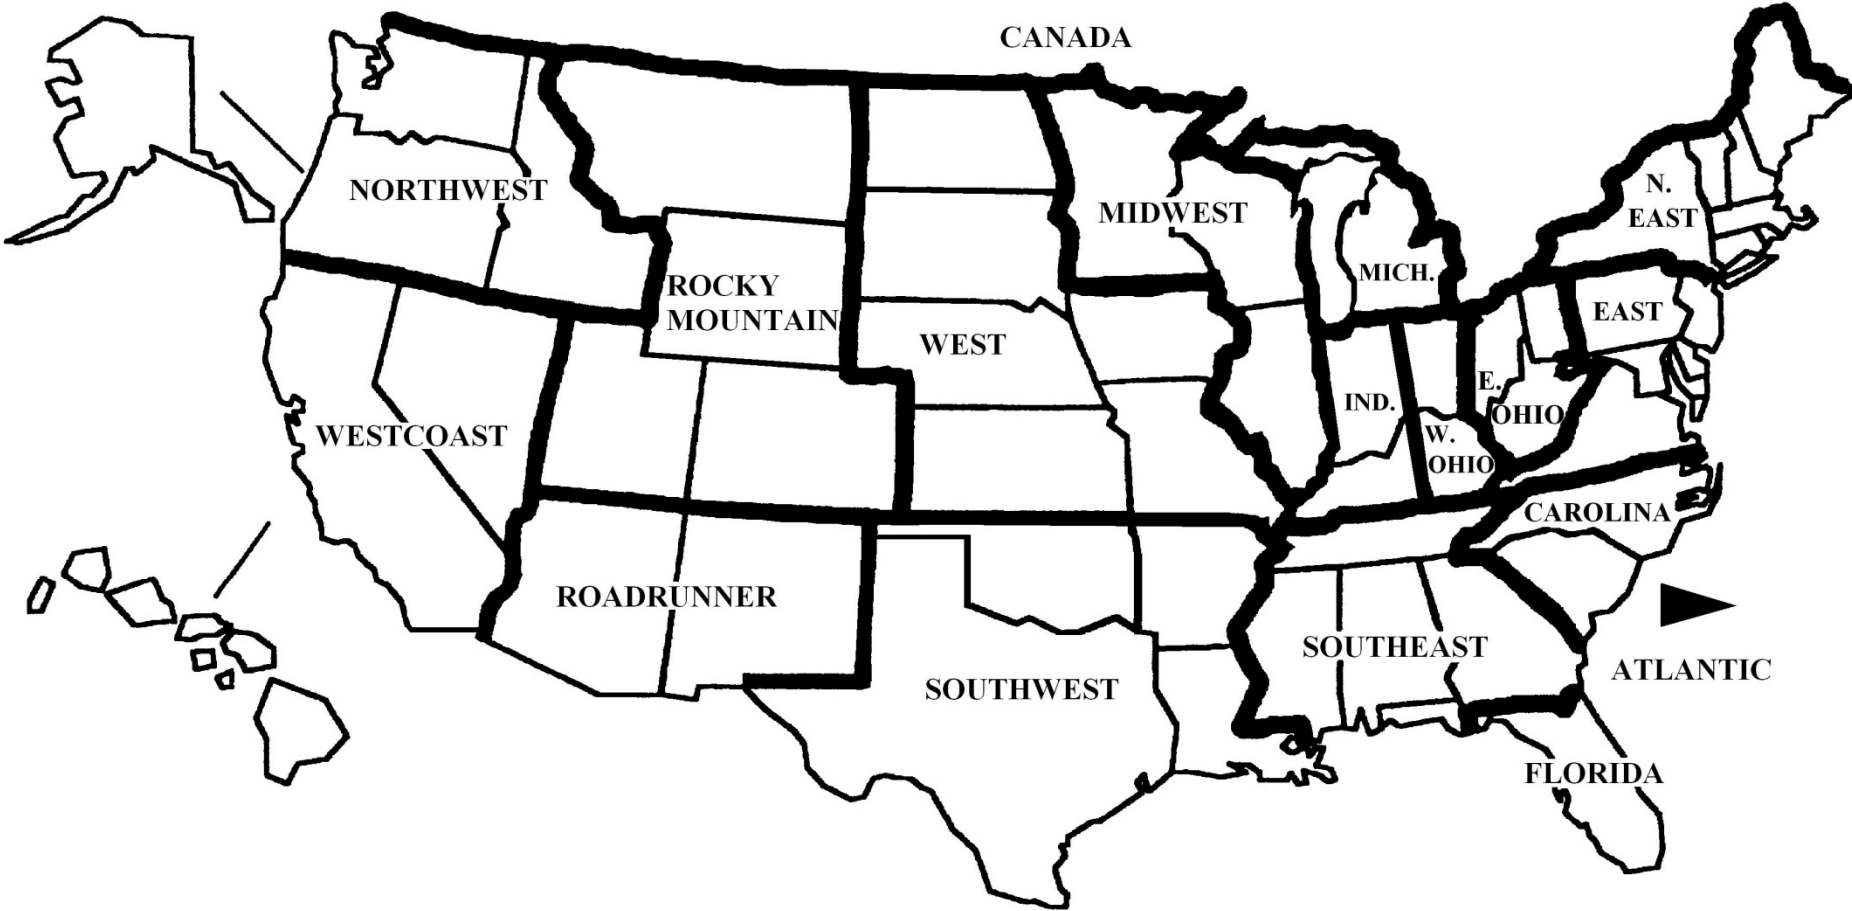 CANADA
NORTHWEST
N.
EAST
MIDWEST
MICH.
ROCKY
MOUNTAIN
EAST
WEST
E.
OHIO
IND.
W.
OHIO
WESTCOAST
CAROLINA
ROADRUNNER
SOUTHEAST
ATLANTIC
SOUTHWEST
FLORIDA